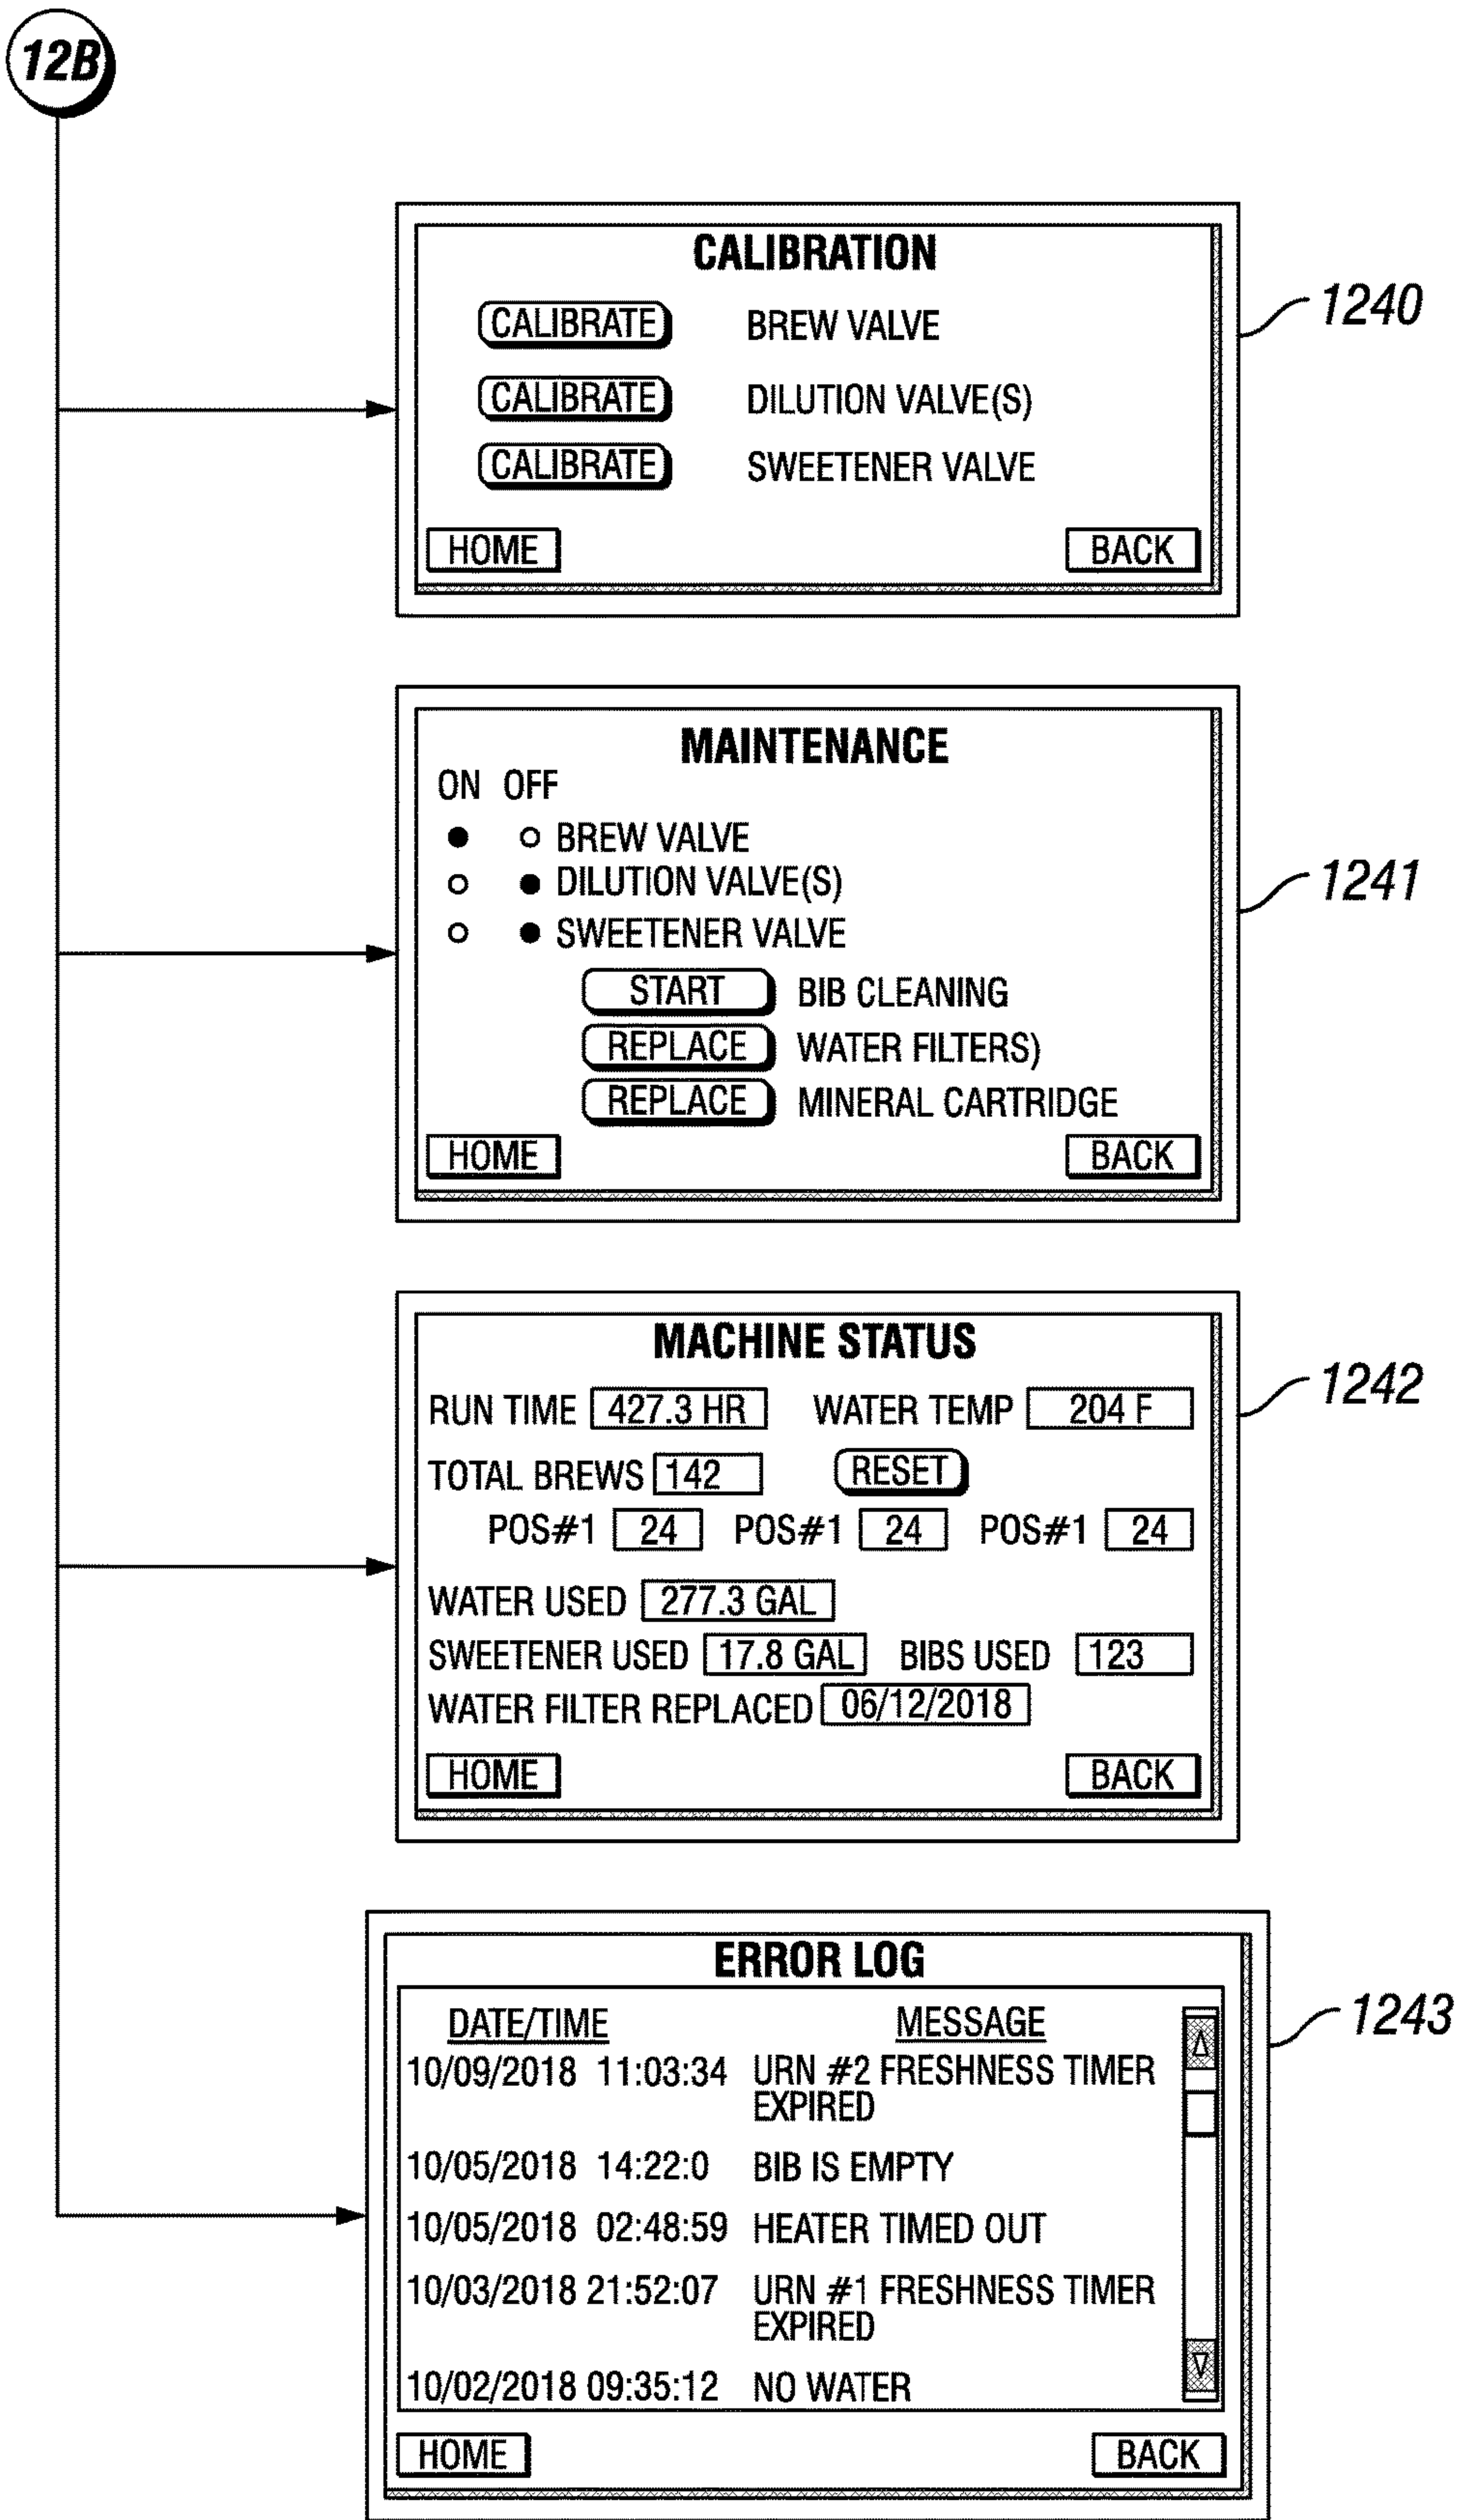 12B
CALIBRATION
CALIBRATE BREW VALVE
CALIBRATE DILUTION VALVE(S)
CALIBRATE SWEETENER VALVE
HOME BACK
1240
MAINTENANCE
ON OFF
BREW VALVE
DILUTION VALVE(S)
SWEETENER VALVE
START BIB CLEANING
REPLACE WATER FILTERS)
REPLACE MINERAL CARTRIDGE
HOME BACK
1241
MACHINE STATUS
RUN TIME 427.3 HR WATER TEMP 204 F
TOTAL BREWS 142 RESET
POS#1 24 POS#1 24 POS#1 24
WATER USED 277.3 GAL
SWEETENER USED 17.8 GAL BIBS USED 123
WATER FILTER REPLACED 06/12/2018
HOME BACK
1242
ERROR LOG
DATE/TIME MESSAGE
10/09/2018 11:03:34 URN #2 FRESHNESS TIMER
EXPIRED
10/05/2018 14:22:0 BIB IS EMPTY
10/05/2018 02:48:59 HEATER TIMED OUT
10/03/2018 21:52:07 URN #1 FRESHNESS TIMER
EXPIRED
10/02/2018 09:35:12 NO WATER
HOME BACK
1243